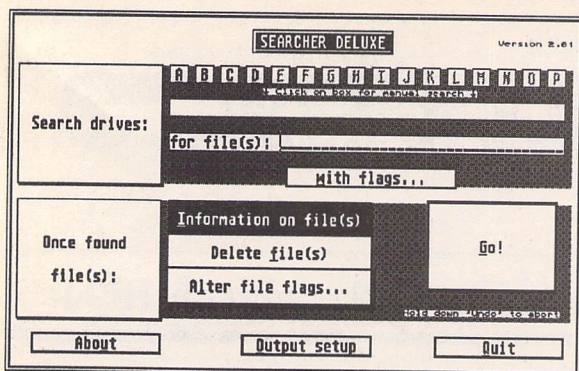 SEARCHER DELUXE
Version 2.61
A B C D E F G H I J K L M N O P
↓ Click on box for manual search ↓
Search drives:
for file(s):
with flags...
Once found
file(s):
Information on file(s)
Delete file(s)
Alter file flags...
Go!
Hold down 'Undo' to abort
About
Output setup
Quit